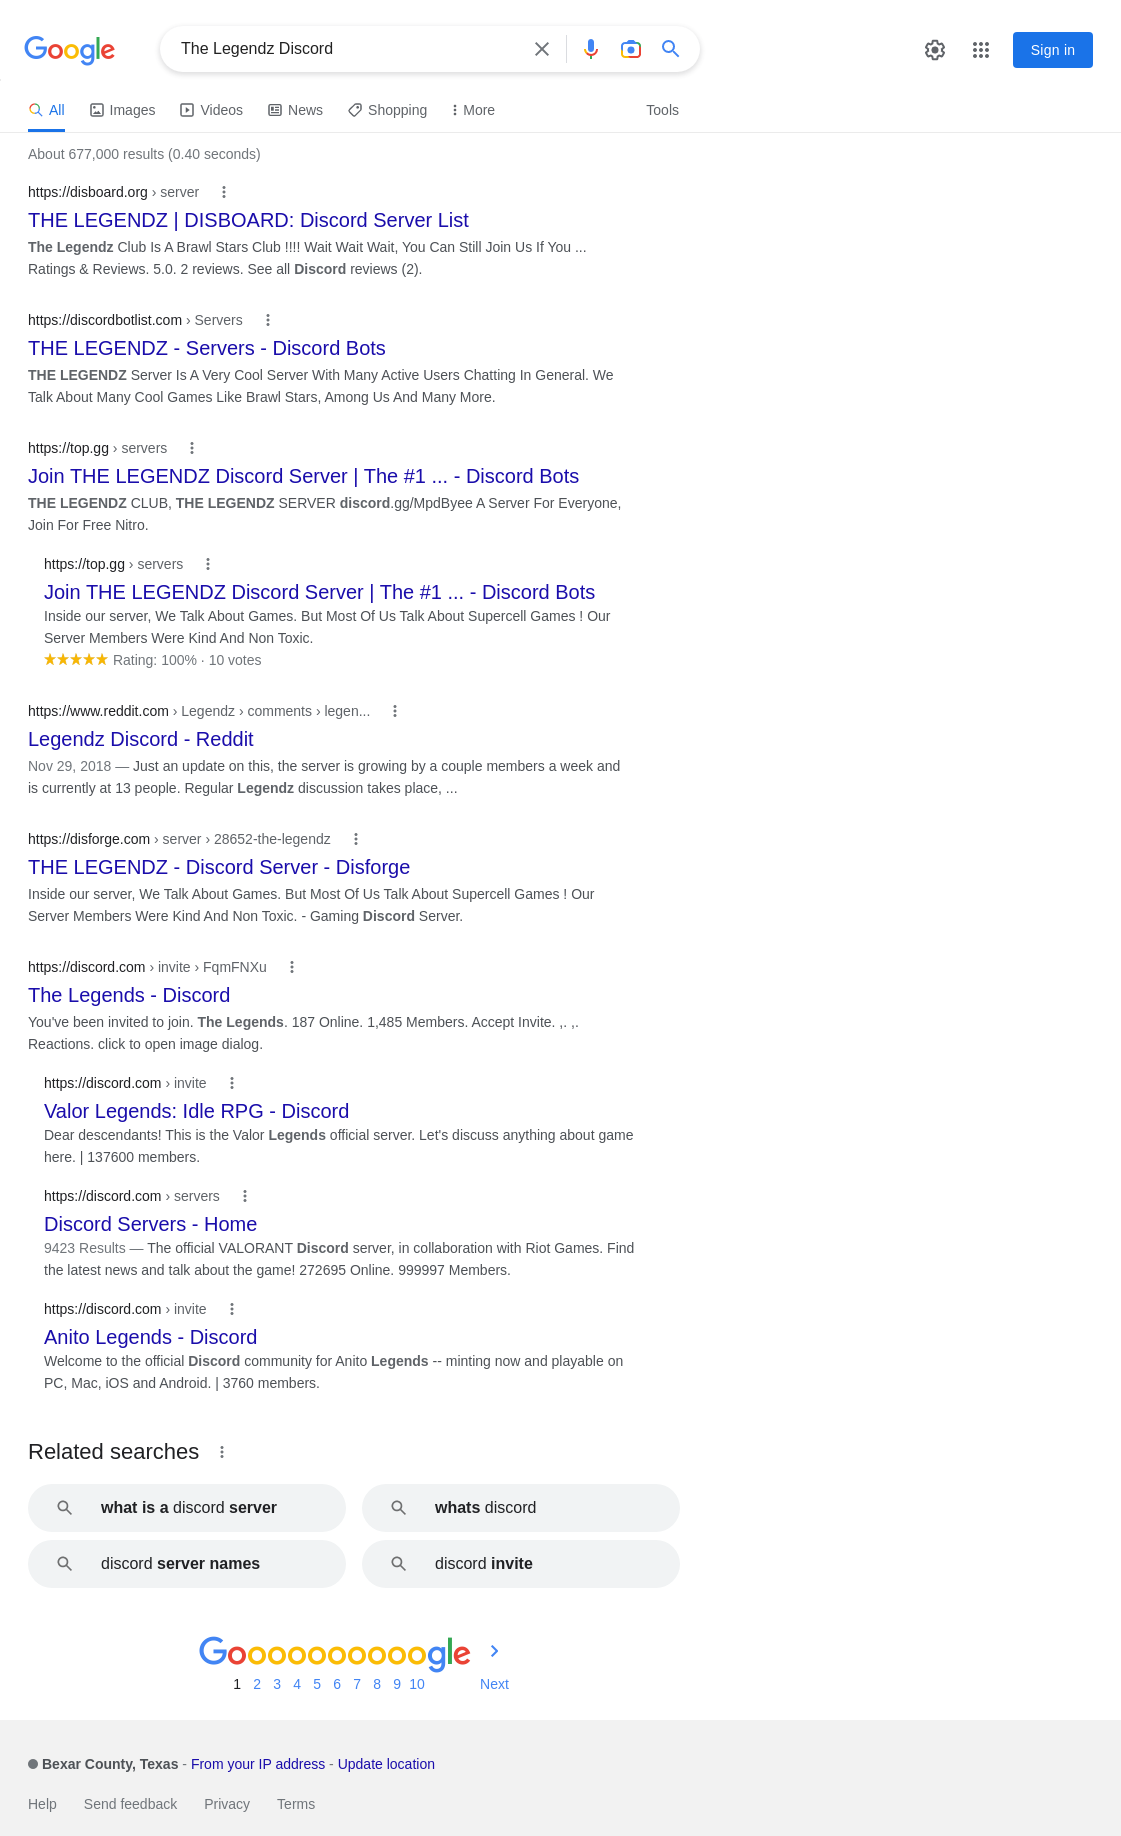 Google
The Legendz Discord
Sign in
All Images Videos News Shopping More Tools
About 677,000 results (0.40 seconds)
https://disboard.org › server
THE LEGENDZ | DISBOARD: Discord Server List
The Legendz Club Is A Brawl Stars Club !!!! Wait Wait Wait, You Can Still Join Us If You ...
Ratings & Reviews. 5.0. 2 reviews. See all Discord reviews (2).
https://discordbotlist.com › Servers
THE LEGENDZ - Servers - Discord Bots
THE LEGENDZ Server Is A Very Cool Server With Many Active Users Chatting In General. We
Talk About Many Cool Games Like Brawl Stars, Among Us And Many More.
https://top.gg › servers
Join THE LEGENDZ Discord Server | The #1 ... - Discord Bots
THE LEGENDZ CLUB, THE LEGENDZ SERVER discord.gg/MpdByee A Server For Everyone,
Join For Free Nitro.
https://top.gg › servers
Join THE LEGENDZ Discord Server | The #1 ... - Discord Bots
Inside our server, We Talk About Games. But Most Of Us Talk About Supercell Games ! Our
Server Members Were Kind And Non Toxic.
Rating: 100% · 10 votes
https://www.reddit.com › Legendz › comments › legen...
Legendz Discord - Reddit
Nov 29, 2018 — Just an update on this, the server is growing by a couple members a week and
is currently at 13 people. Regular Legendz discussion takes place, ...
https://disforge.com › server › 28652-the-legendz
THE LEGENDZ - Discord Server - Disforge
Inside our server, We Talk About Games. But Most Of Us Talk About Supercell Games ! Our
Server Members Were Kind And Non Toxic. - Gaming Discord Server.
https://discord.com › invite › FqmFNXu
The Legends - Discord
You've been invited to join. The Legends. 187 Online. 1,485 Members. Accept Invite. ,. ,.
Reactions. click to open image dialog.
https://discord.com › invite
Valor Legends: Idle RPG - Discord
Dear descendants! This is the Valor Legends official server. Let's discuss anything about game
here. | 137600 members.
https://discord.com › servers
Discord Servers - Home
9423 Results — The official VALORANT Discord server, in collaboration with Riot Games. Find
the latest news and talk about the game! 272695 Online. 999997 Members.
https://discord.com › invite
Anito Legends - Discord
Welcome to the official Discord community for Anito Legends -- minting now and playable on
PC, Mac, iOS and Android. | 3760 members.
Related searches
what is a discord server whats discord
discord server names discord invite
Goooooooooogle
1 2 3 4 5 6 7 8 9 10 Next
Bexar County, Texas - From your IP address - Update location
Help Send feedback Privacy Terms